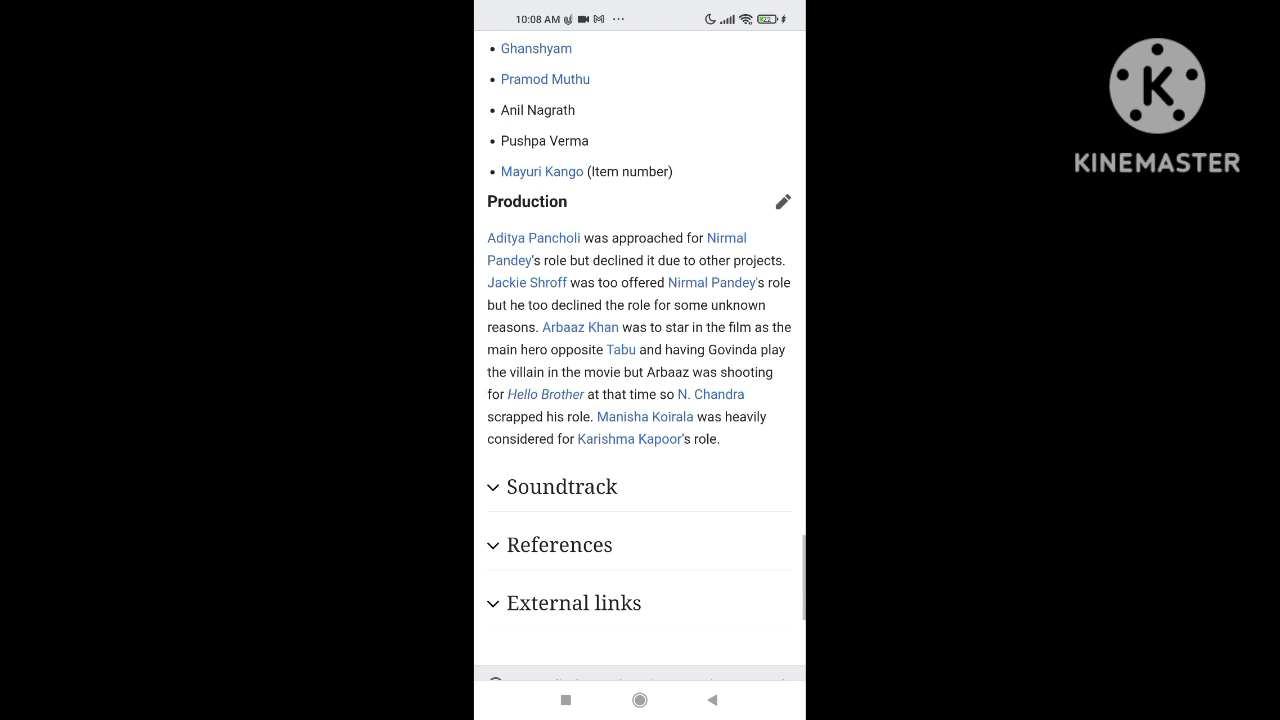 10:08 AM
K
KINEMASTER
• Ghanshyam
• Pramod Muthu
• Anil Nagrath
• Pushpa Verma
• Mayuri Kango (Item number)
Production
Aditya Pancholi was approached for Nirmal
Pandey's role but declined it due to other projects.
Jackie Shroff was too offered Nirmal Pandey's role
but he too declined the role for some unknown
reasons. Arbaaz Khan was to star in the film as the
main hero opposite Tabu and having Govinda play
the villain in the movie but Arbaaz was shooting
for Hello Brother at that time so N. Chandra
scrapped his role. Manisha Koirala was heavily
considered for Karishma Kapoor's role.
Soundtrack
References
External links